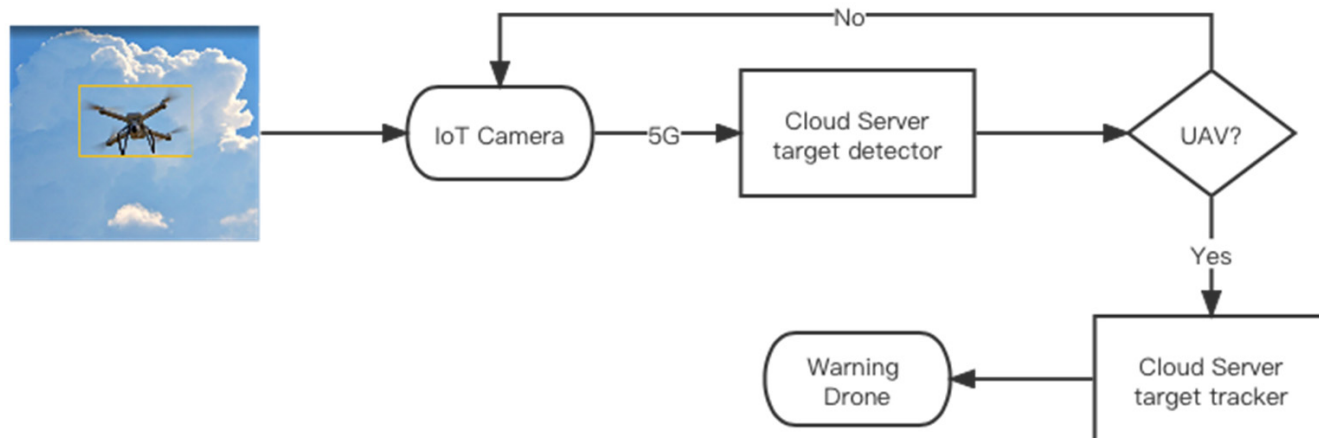 No
IoT Camera
5G
Cloud Server
target detector
UAV?
Yes
Warning
Drone
Cloud Server
target tracker